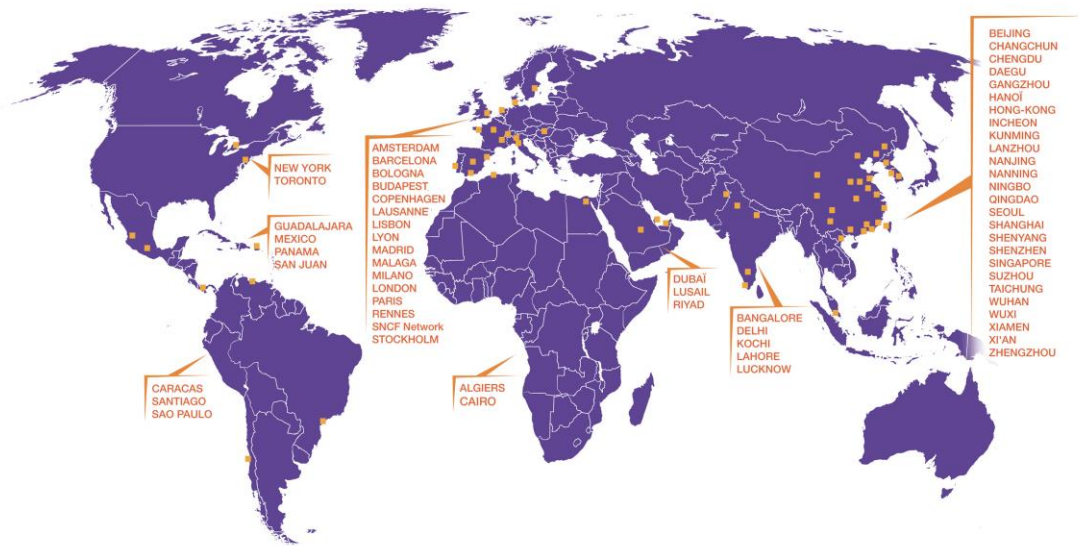 NEW YORK
TORONTO
GUADALAJARA
MEXICO
PANAMA
SAN JUAN
CARACAS
SANTIAGO
SAO PAULO
AMSTERDAM
BARCELONA
BOLOGNA
BUDAPEST
COPENHAGEN
LAUSANNE
LISBON
LYON
MADRID
MALAGA
MILANO
LONDON
PARIS
RENNES
SNCF Network
STOCKHOLM
ALGIERS
CAIRO
DUBAÏ
LUSAIL
RIYAD
BANGALORE
DELHI
KOCHI
LAHORE
LUCKNOW
BEIJING
CHANGCHUN
CHENGDU
DAEGU
GANGZHOU
HANOÏ
HONG-KONG
INCHEON
KUNMING
LANZHOU
NANJING
NANNING
NINGBO
QINGDAO
SEOUL
SHANGHAI
SHENYANG
SHENZHEN
SINGAPORE
SUZHOU
TAICHUNG
WUHAN
WUXI
XIAMEN
XI'AN
ZHENGZHOU